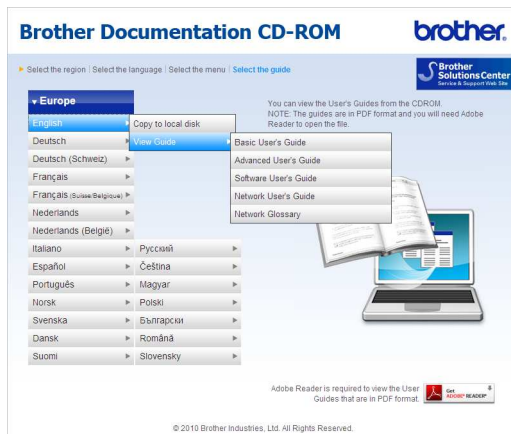 Brother Documentation CD-ROM
brother.
Select the region | Select the language | Select the menu | Select the guide
Brother
SolutionsCenter
Service & Support Web Site
Europe
You can view the User's Guides from the CDROM.
NOTE: The guides are in PDF format and you will need Adobe
Reader to open the file.
English
Copy to local disk
Deutsch
View Guide
Basic User's Guide
Deutsch (Schweiz)
Advanced User's Guide
Français
Software User's Guide
Français (Suisse/Belgique)
Network User's Guide
Nederlands
Network Glossary
Nederlands (België)
Italiano
Русский
Español
Čeština
Português
Magyar
Norsk
Polski
Svenska
Български
Dansk
Română
Suomi
Slovensky
Adobe Reader is required to view the User
Guides that are in PDF format.
Get
ADOBE® READER®
© 2010 Brother Industries, Ltd. All Rights Reserved.